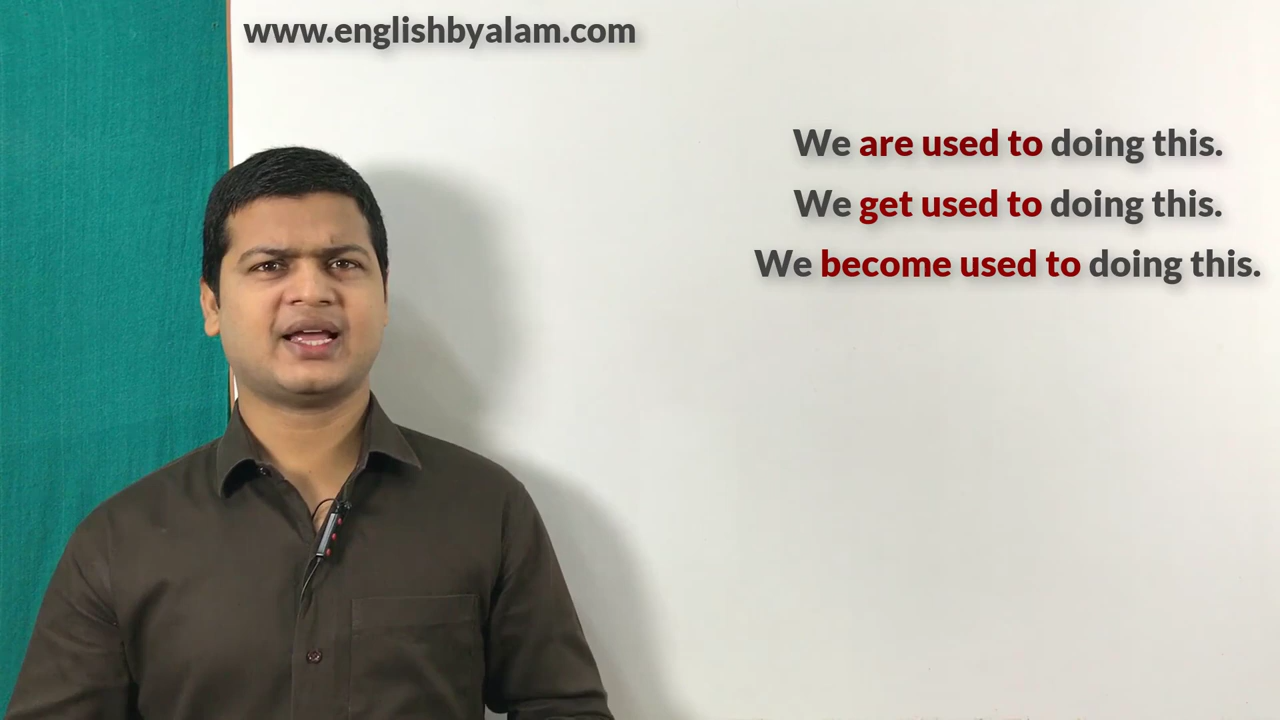 www.englishbyalam.com
We are used to doing this.
We get used to doing this.
We become used to doing this.